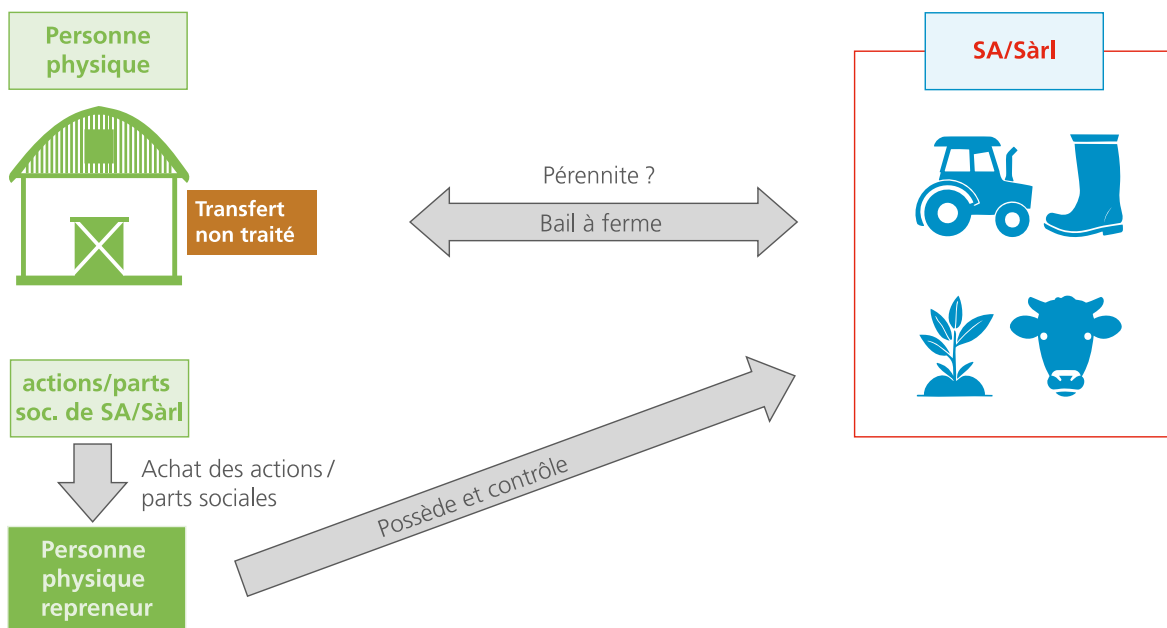 Personne
physique
SA/Sàrl
Transfert
non traité
Pérennite ?
Bail à ferme
actions/parts
soc. de SA/Sàrl
Achat des actions /
parts sociales
Possède et contrôle
Personne
physique
repreneur